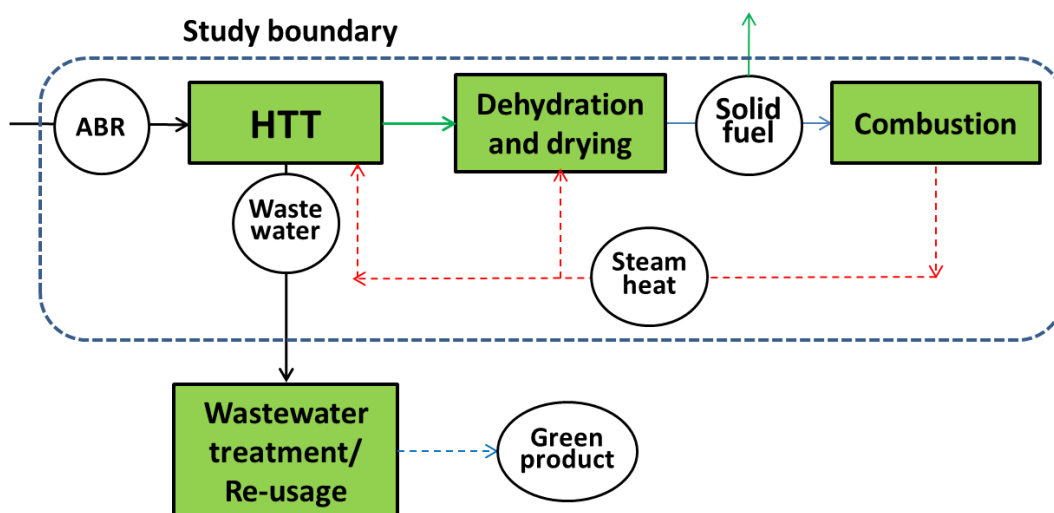 Study boundary
ABR
HTT
Dehydration
and drying
Solid
fuel
Combustion
Waste
water
Steam
heat
Wastewater
treatment/
Re-usage
Green
product